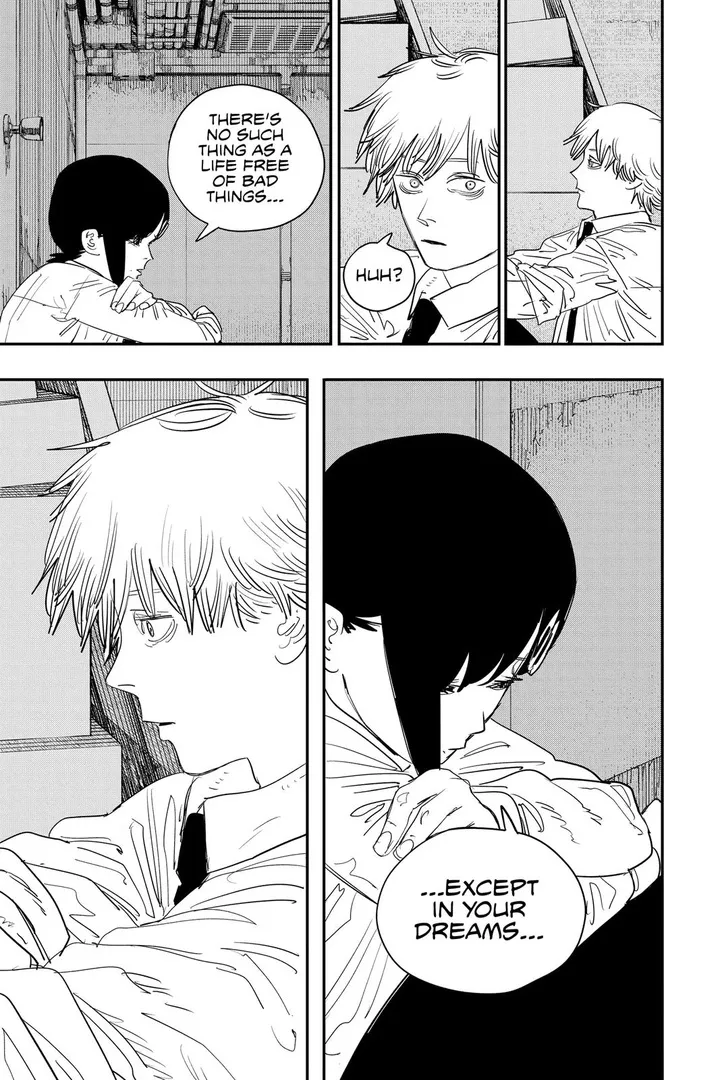 THERE'S
NO SUCH
THING AS A
LIFE FREE
OF BAD
THINGS...
HUH?
...EXCEPT
IN YOUR
DREAMS...